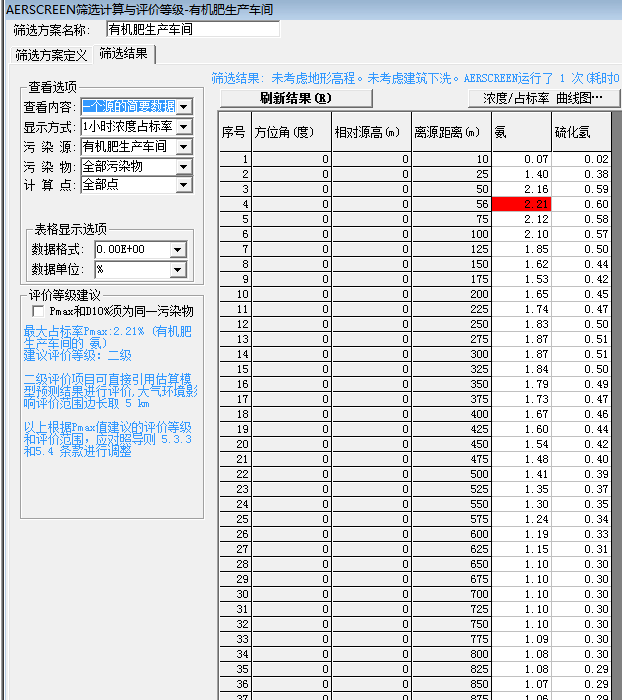 AERSCREEN筛选计算与评价等级-有机肥生产车间
筛选方案名称: 有机肥生产车间
筛选方案定义 筛选结果
筛选结果: 未考虑地形高程。未考虑建筑下洗。AERSCREEN运行了 1 次(耗时0
刷新结果(R) 浓度/占标率 曲线图…
查看选项
查看内容: 一个源的简要数据
显示方式: 1小时浓度占标率
污 染 源: 有机肥生产车间
污 染 物: 全部污染物
计 算 点: 全部点
表格显示选项
数据格式: 0.00E+00
数据单位: %
评价等级建议
Pmax和D10%须为同一污染物
最大占标率Pmax:2.21% (有机肥
生产车间的 氨)
建议评价等级: 二级
二级评价项目可直接引用估算模
型预测结果进行评价,大气环境影
响评价范围边长取 5 km
以上根据Pmax值建议的评价等级
和评价范围, 应对照导则 5.3.3
和5.4 条款进行调整
序号 方位角(度) 相对源高(m) 离源距离(m) 氨 硫化氢
1 0 0 10 0.07 0.02
2 0 0 25 1.40 0.38
3 0 0 50 2.16 0.59
4 0 0 56 2.21 0.60
5 0 0 75 2.12 0.58
6 0 0 100 2.10 0.57
7 0 0 125 1.85 0.50
8 0 0 150 1.62 0.44
9 0 0 175 1.53 0.42
10 0 0 200 1.65 0.45
11 0 0 225 1.74 0.47
12 0 0 250 1.83 0.50
13 0 0 275 1.87 0.51
14 0 0 300 1.87 0.51
15 0 0 325 1.84 0.50
16 0 0 350 1.79 0.49
17 0 0 375 1.73 0.47
18 0 0 400 1.67 0.46
19 0 0 425 1.60 0.44
20 0 0 450 1.54 0.42
21 0 0 475 1.48 0.40
22 0 0 500 1.41 0.39
23 0 0 525 1.35 0.37
24 0 0 550 1.30 0.35
25 0 0 575 1.24 0.34
26 0 0 600 1.19 0.33
27 0 0 625 1.15 0.31
28 0 0 650 1.10 0.30
29 0 0 675 1.10 0.30
30 0 0 700 1.10 0.30
31 0 0 725 1.10 0.30
32 0 0 750 1.10 0.30
33 0 0 775 1.09 0.30
34 0 0 800 1.08 0.30
35 0 0 825 1.08 0.29
36 0 0 850 1.07 0.29
37 0 0 875 1.06 0.29